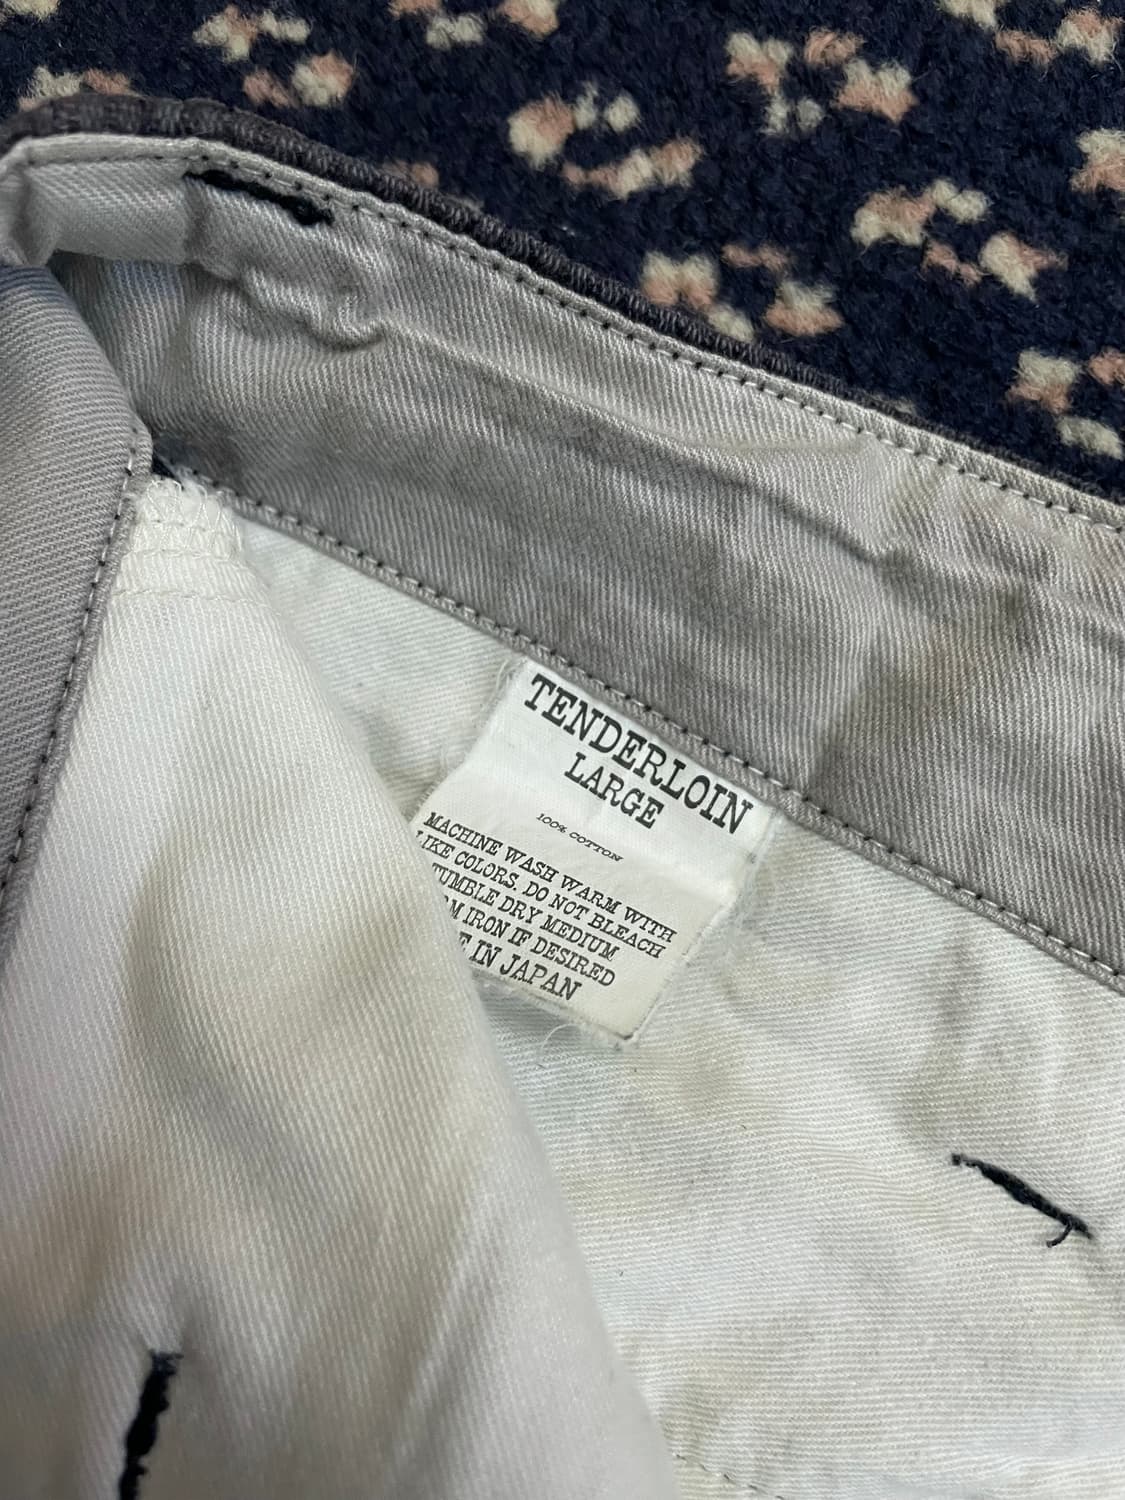 TENDERLOIN
LARGE
100% COTTON
MACHINE WASH WARM WITH
LIKE COLORS. DO NOT BLEACH
TUMBLE DRY MEDIUM
IRON IF DESIRED
IN JAPAN